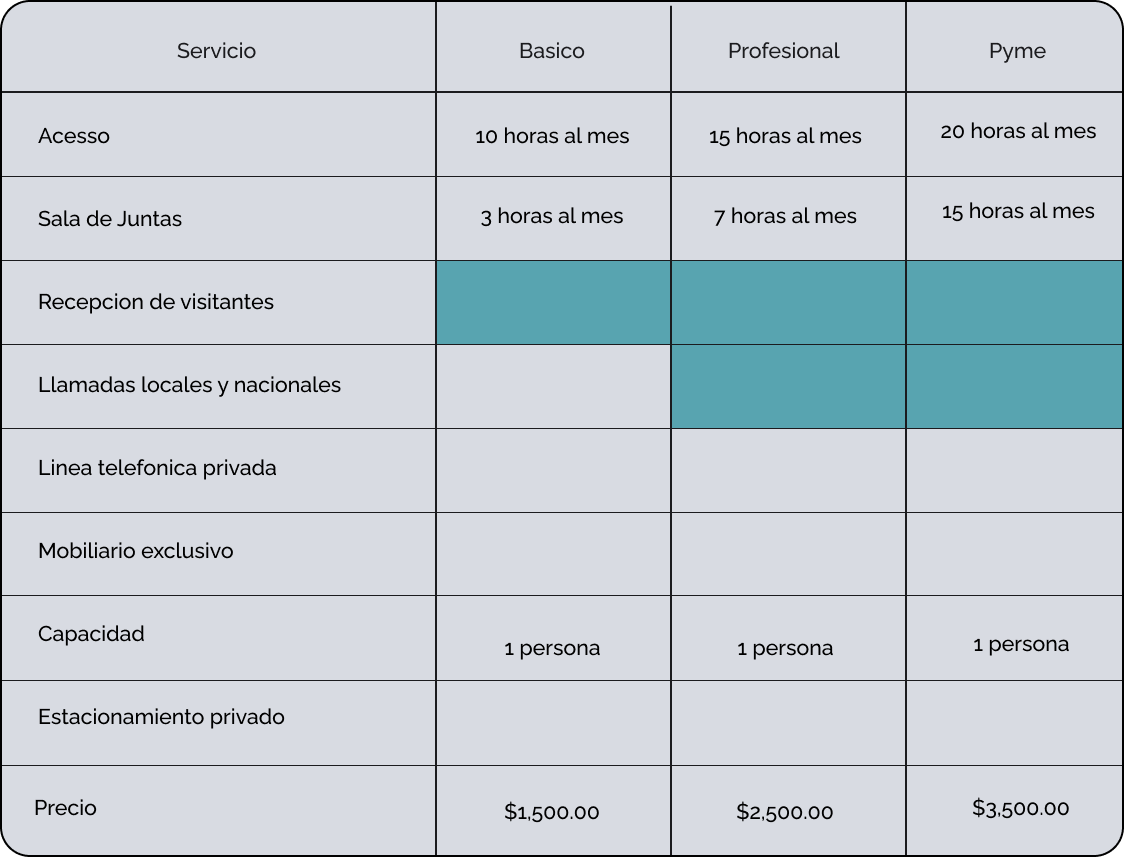 Servicio Basico Profesional Pyme
Acesso 10 horas al mes 15 horas al mes 20 horas al mes
Sala de Juntas 3 horas al mes 7 horas al mes 15 horas al mes
Recepcion de visitantes
Llamadas locales y nacionales
Linea telefonica privada
Mobiliario exclusivo
Capacidad 1 persona 1 persona 1 persona
Estacionamiento privado
Precio $1,500.00 $2,500.00 $3,500.00